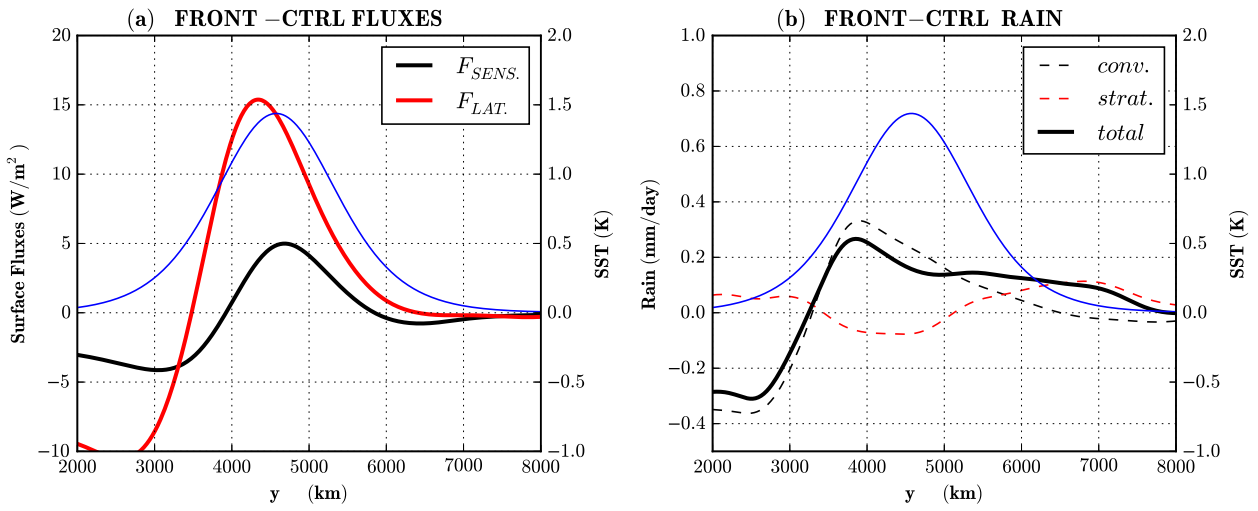 (a) FRONT −CTRL FLUXES
20
15
10
5
0
−5
−10
2.0
1.5
1.0
0.5
0.0
−0.5
−1.0
2000 3000 4000 5000 6000 7000 8000
y (km)
Surface Fluxes (W/m²)
SST (K)
F_SENS.
F_LAT.
(b) FRONT−CTRL RAIN
1.0
0.8
0.6
0.4
0.2
0.0
−0.2
−0.4
2.0
1.5
1.0
0.5
0.0
−0.5
−1.0
2000 3000 4000 5000 6000 7000 8000
y (km)
Rain (mm/day)
SST (K)
conv.
strat.
total